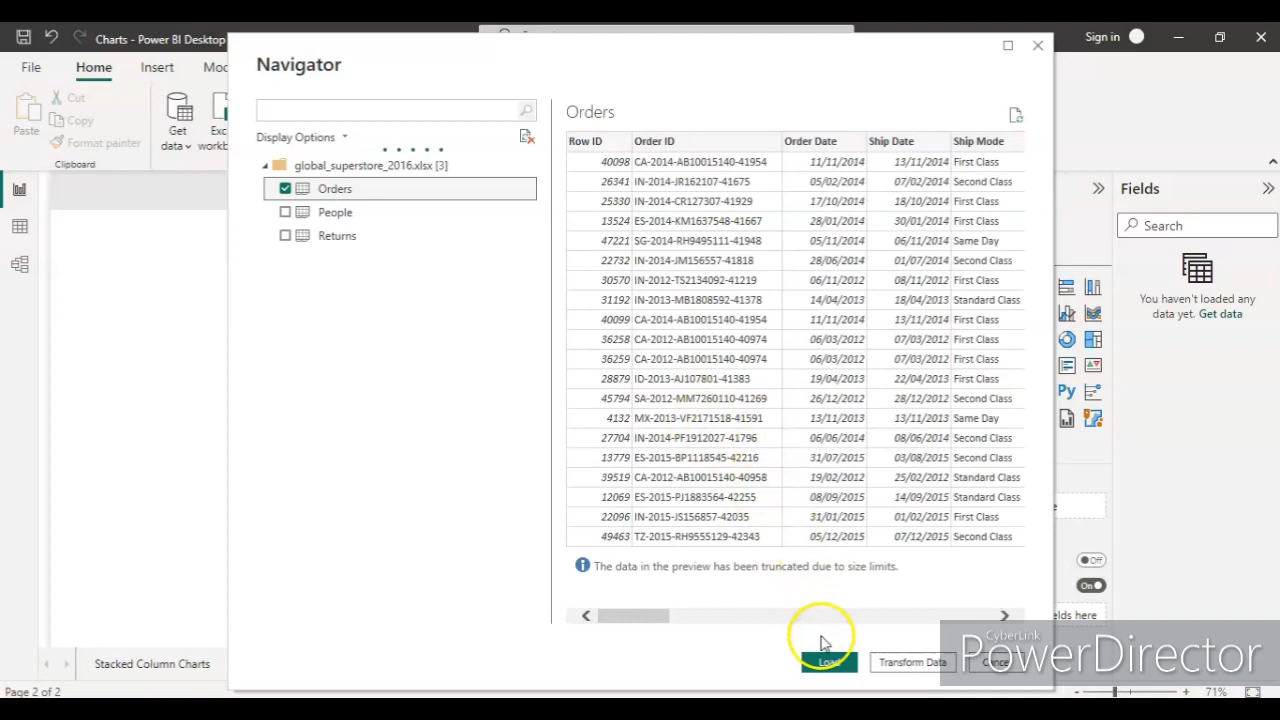 Charts - Power BI Desktop
Sign in
File
Home
Insert
Paste
Cut
Copy
Format painter
Clipboard
Get
data
Navigator
Display Options
global_superstore_2016.xlsx [3]
Orders
People
Returns
Orders
Row ID Order ID Order Date Ship Date Ship Mode
40098 CA-2014-AB10015140-41954 11/11/2014 13/11/2014 First Class
26341 IN-2014-JR162107-41675 05/02/2014 07/02/2014 Second Class
25330 IN-2014-CR127307-41929 17/10/2014 18/10/2014 First Class
13524 ES-2014-KM1637548-41667 28/01/2014 30/01/2014 First Class
47221 SG-2014-RH9495111-41948 05/11/2014 06/11/2014 Same Day
22732 IN-2014-JM156557-41818 28/06/2014 01/07/2014 Second Class
30570 IN-2012-TS2134092-41219 06/11/2012 08/11/2012 First Class
31192 IN-2013-MB1808592-41378 14/04/2013 18/04/2013 Standard Class
40099 CA-2014-AB10015140-41954 11/11/2014 13/11/2014 First Class
36258 CA-2012-AB10015140-40974 06/03/2012 07/03/2012 First Class
36259 CA-2012-AB10015140-40974 06/03/2012 07/03/2012 First Class
28879 ID-2013-AJ107801-41383 19/04/2013 22/04/2013 First Class
45794 SA-2012-MM7260110-41269 26/12/2012 28/12/2012 Second Class
4132 MX-2013-VF2171518-41591 13/11/2013 13/11/2013 Same Day
27704 IN-2014-PF1912027-41796 06/06/2014 08/06/2014 Second Class
13779 ES-2015-BP1118545-42216 31/07/2015 03/08/2015 Second Class
39519 CA-2012-AB10015140-40958 19/02/2012 25/02/2012 Standard Class
12069 ES-2015-PJ1883564-42255 08/09/2015 14/09/2015 Standard Class
22096 IN-2015-JS156857-42035 31/01/2015 01/02/2015 First Class
49463 TZ-2015-RH9555129-42343 05/12/2015 07/12/2015 Second Class
The data in the preview has been truncated due to size limits.
Load
Transform Data
Cancel
Fields
Search
You haven't loaded any
data yet. Get data
Py
Off
On
elds here
CyberLink
PowerDirector
Stacked Column Charts
Page 2 of 2
71%